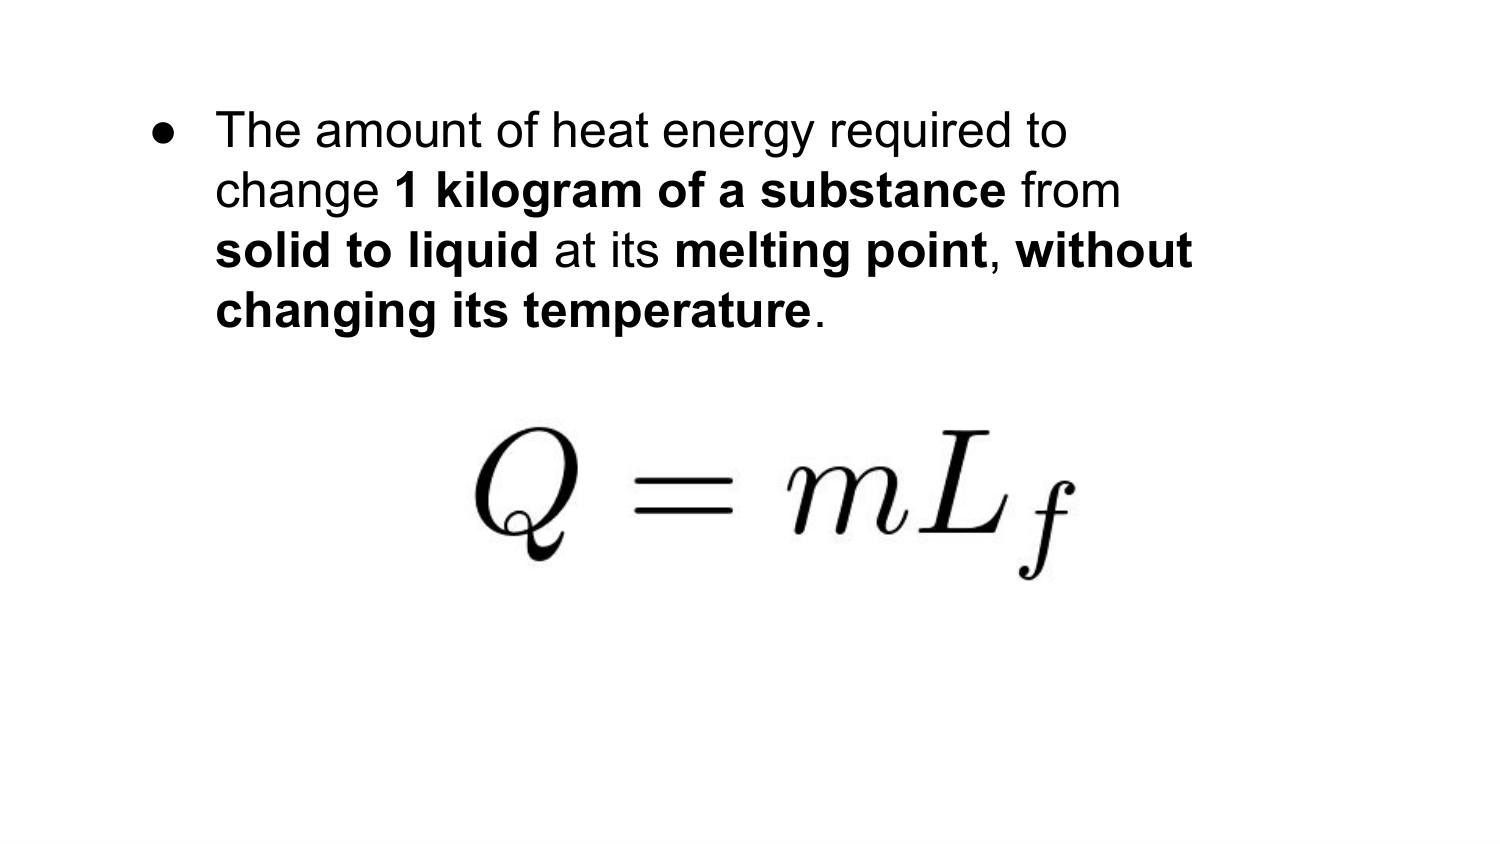 ● The amount of heat energy required to
change 1 kilogram of a substance from
solid to liquid at its melting point, without
changing its temperature.
Q = mL_f